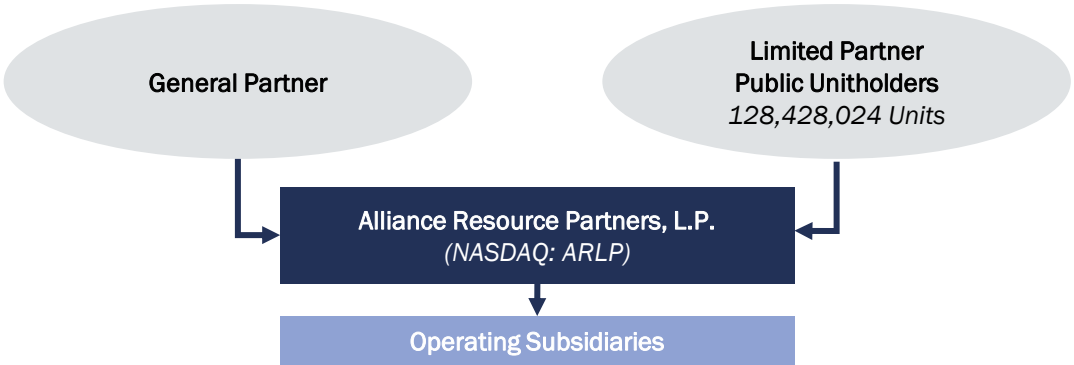 General Partner
Limited Partner
Public Unitholders
128,428,024 Units
Alliance Resource Partners, L.P.
(NASDAQ: ARLP)
Operating Subsidiaries